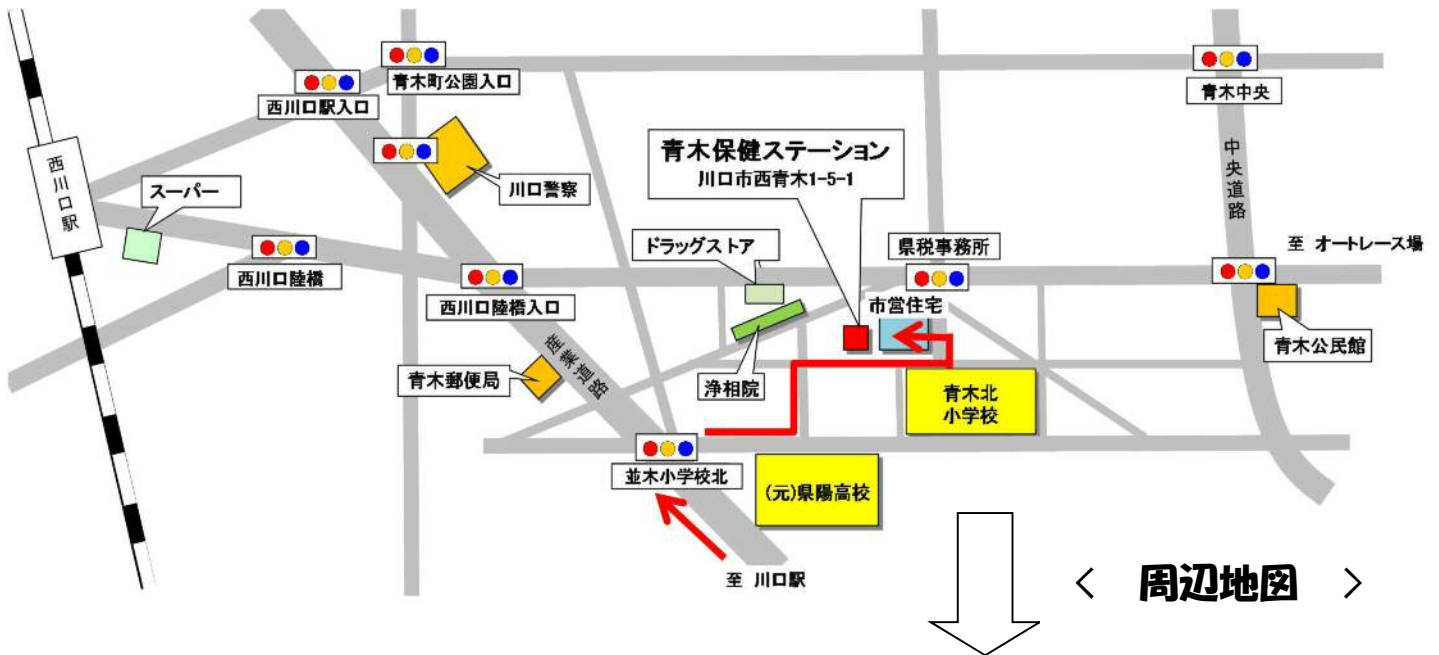 青木町公園入口
西川口駅入口
青木中央
西川口駅
スーパー
川口警察
青木保健ステーション
川口市西青木1-5-1
中央道路
ドラッグストア
県税事務所
至 オートレース場
西川口陸橋
西川口陸橋入口
市営住宅
産業道路
青木公民館
青木郵便局
浄相院
青木北
小学校
並木小学校北
(元)県陽高校
至 川口駅
< 周辺地図 >